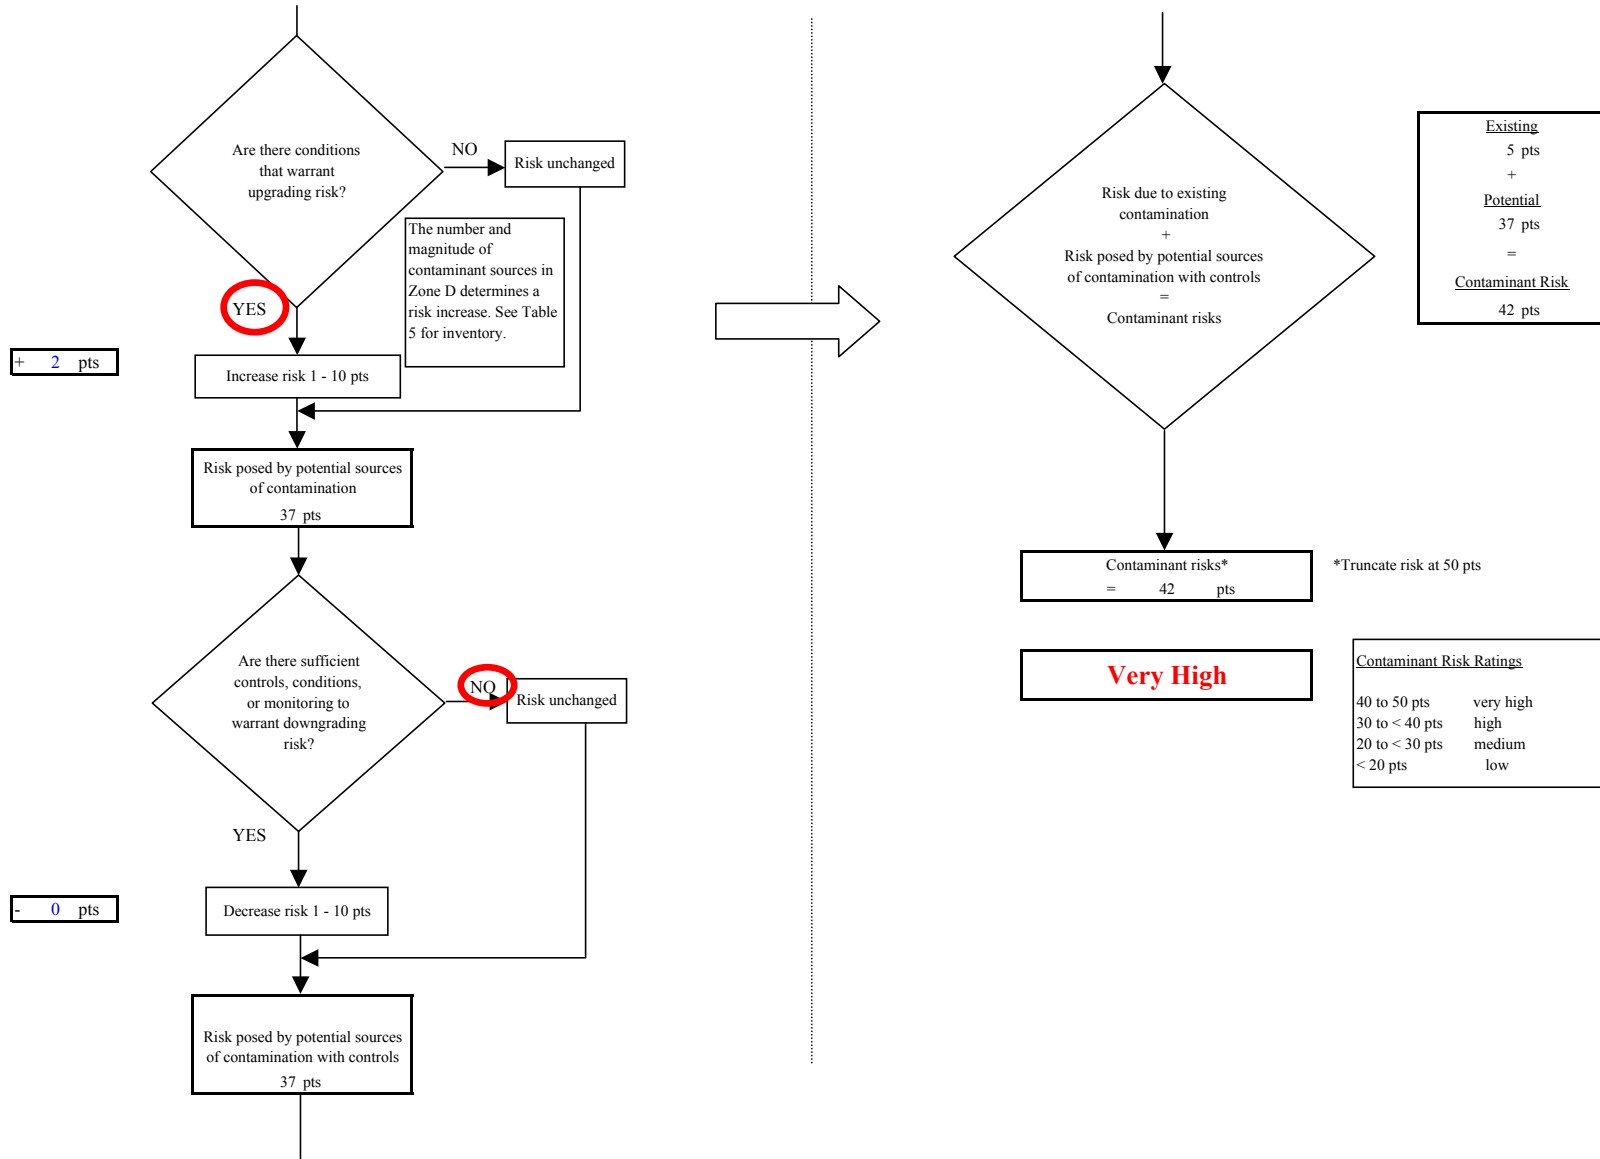 Are there conditions
that warrant
upgrading risk?
NO
Risk unchanged
The number and
magnitude of
contaminant sources in
Zone D determines a
risk increase. See Table
5 for inventory.
YES
+ 2 pts
Increase risk 1 - 10 pts
Risk posed by potential sources
of contamination
37 pts
Are there sufficient
controls, conditions,
or monitoring to
warrant downgrading
risk?
NO
Risk unchanged
YES
- 0 pts
Decrease risk 1 - 10 pts
Risk posed by potential sources
of contamination with controls
37 pts
Risk due to existing
contamination
+
Risk posed by potential sources
of contamination with controls
=
Contaminant risks
Existing
5 pts
+
Potential
37 pts
=
Contaminant Risk
42 pts
Contaminant risks*
= 42 pts
*Truncate risk at 50 pts
Very High
Contaminant Risk Ratings
40 to 50 pts very high
30 to < 40 pts high
20 to < 30 pts medium
< 20 pts low